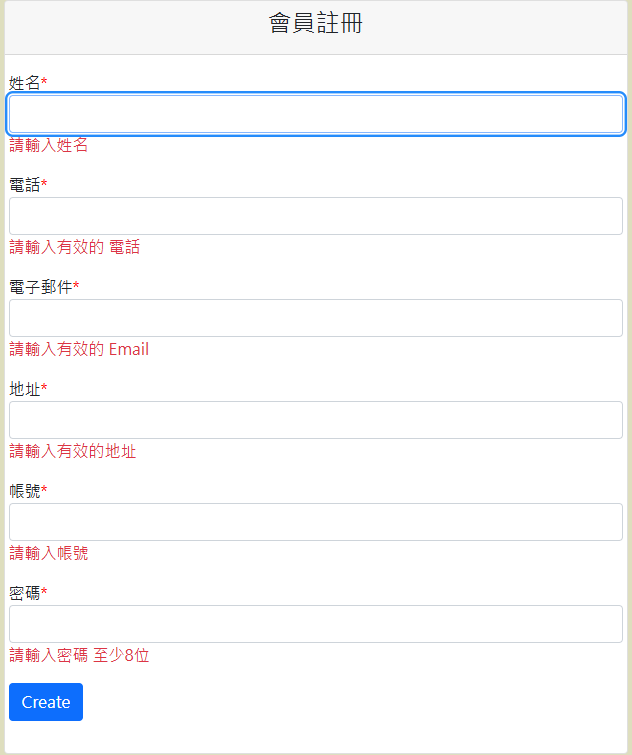 會員註冊
姓名*
請輸入姓名
電話*
請輸入有效的 電話
電子郵件*
請輸入有效的 Email
地址*
請輸入有效的地址
帳號*
請輸入帳號
密碼*
請輸入密碼 至少8位
Create